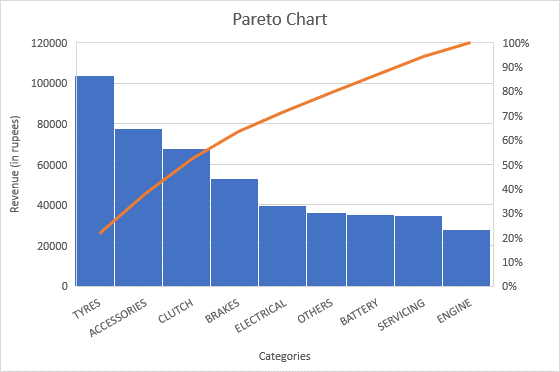 Pareto Chart
120000
100000
80000
60000
40000
20000
0
Revenue (in rupees)
100%
90%
80%
70%
60%
50%
40%
30%
20%
10%
0%
TYRES
ACCESSORIES
CLUTCH
BRAKES
ELECTRICAL
OTHERS
BATTERY
SERVICING
ENGINE
Categories